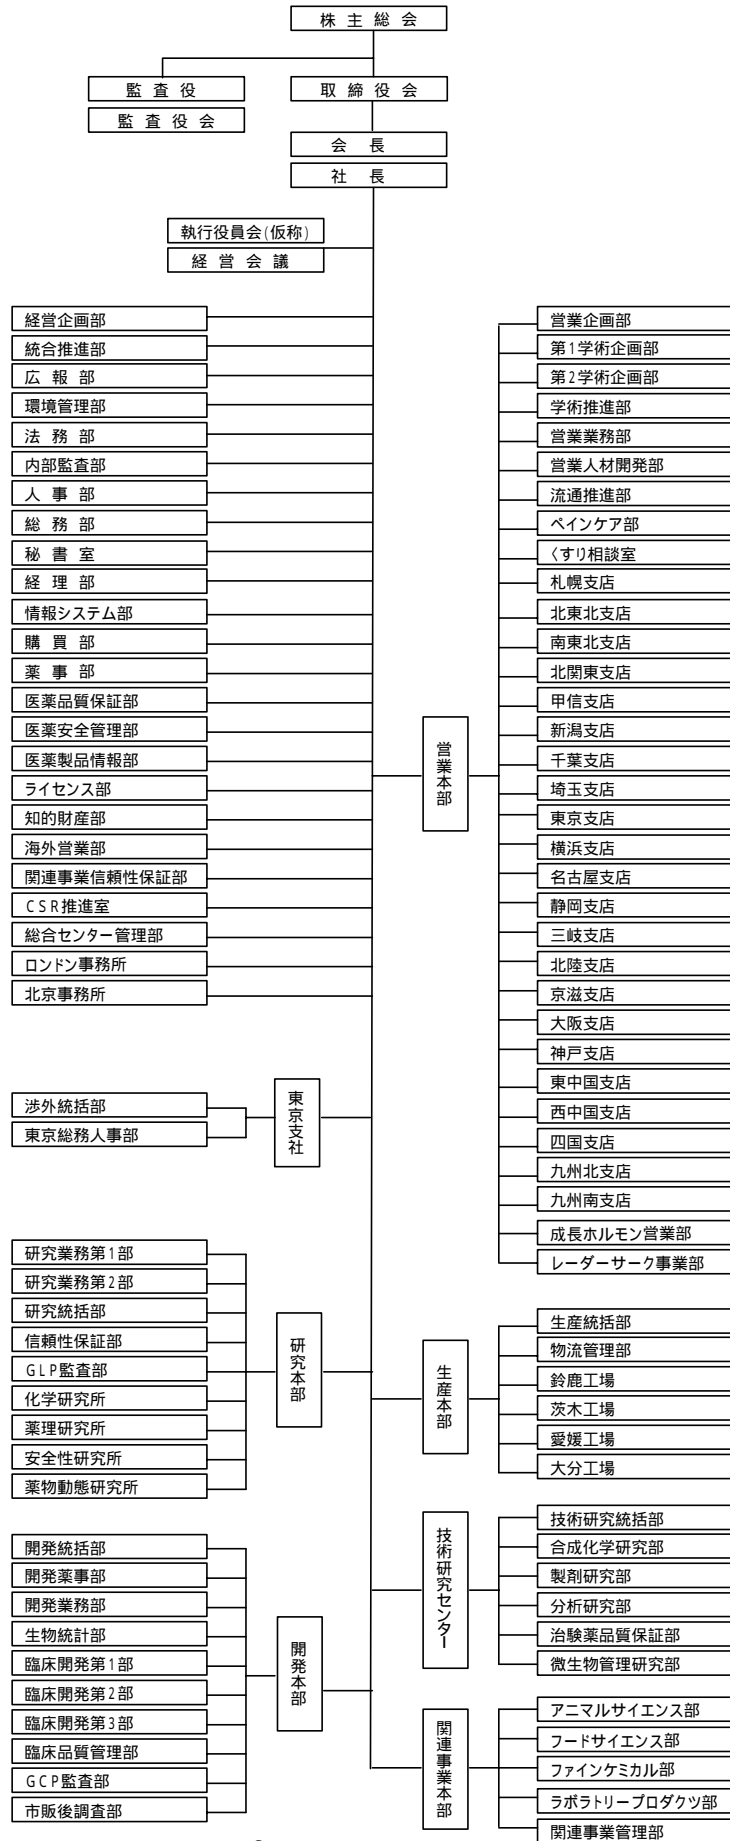 株主総会
監査役
取締役会
監査役会
会長
社長
執行役員会(仮称)
経営会議
経営企画部
統合推進部
広報部
環境管理部
法務部
内部監査部
人事部
総務部
秘書室
経理部
情報システム部
購買部
薬事部
医薬品質保証部
医薬安全管理部
医薬製品情報部
ライセンス部
知的財産部
海外営業部
関連事業信頼性保証部
CSR推進室
総合センター管理部
ロンドン事務所
北京事務所
東京支社
渉外統括部
東京総務人事部
研究本部
研究業務第1部
研究業務第2部
研究統括部
信頼性保証部
GLP監査部
化学研究所
薬理研究所
安全性研究所
薬物動態研究所
開発本部
開発統括部
開発薬事部
開発業務部
生物統計部
臨床開発第1部
臨床開発第2部
臨床開発第3部
臨床品質管理部
GCP監査部
市販後調査部
営業本部
営業企画部
第1学術企画部
第2学術企画部
学術推進部
営業業務部
営業人材開発部
流通推進部
ペインケア部
くすり相談室
札幌支店
北東北支店
南東北支店
北関東支店
甲信支店
新潟支店
千葉支店
埼玉支店
東京支店
横浜支店
名古屋支店
静岡支店
三岐支店
北陸支店
京滋支店
大阪支店
神戸支店
東中国支店
西中国支店
四国支店
九州北支店
九州南支店
成長ホルモン営業部
レーダーサーク事業部
生産本部
生産統括部
物流管理部
鈴鹿工場
茨木工場
愛媛工場
大分工場
技術研究センター
技術研究統括部
合成化学研究部
製剤研究部
分析研究部
治験薬品質保証部
微生物管理研究部
関連事業本部
アニマルサイエンス部
フードサイエンス部
ファインケミカル部
ラボラトリープロダクツ部
関連事業管理部